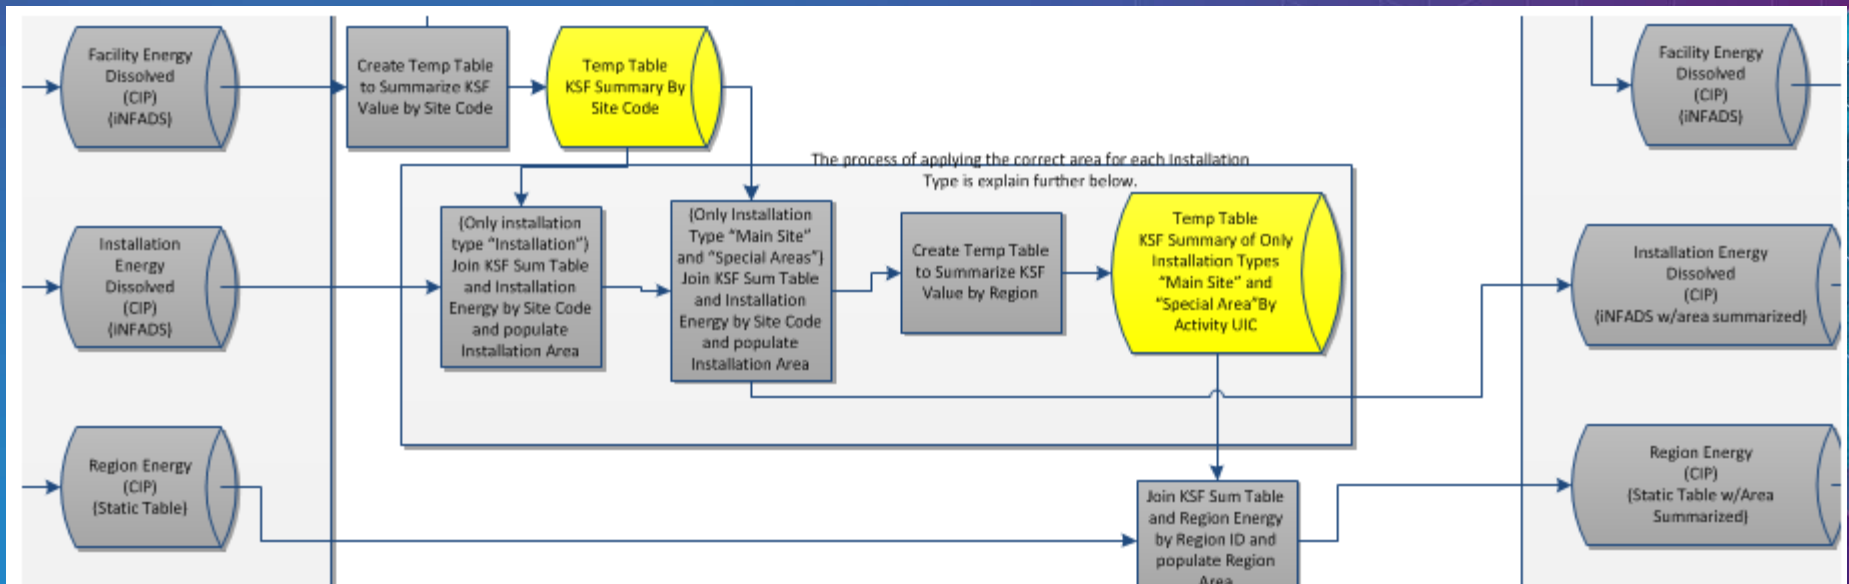 Facility Energy
Dissolved
(CIP)
(iNFADS)
Create Temp Table
to Summarize KSF
Value by Site Code
Temp Table
KSF Summary By
Site Code
Facility Energy
Dissolved
(CIP)
(iNFADS)
The process of applying the correct area for each Installation
Type is explain further below.
Installation
Energy
Dissolved
(CIP)
(iNFADS)
(Only installation
type "Installation")
Join KSF Sum Table
and Installation
Energy by Site Code
and populate
Installation Area
(Only Installation
Type "Main Site"
and "Special Areas")
Join KSF Sum Table
and Installation
Energy by Site Code
and populate
Installation Area
Create Temp Table
to Summarize KSF
Value by Region
Temp Table
KSF Summary of Only
Installation Types
"Main Site" and
"Special Area"By
Activity UIC
Installation Energy
Dissolved
(CIP)
(iNFADS w/area summarized)
Region Energy
(CIP)
(Static Table)
Join KSF Sum Table
and Region Energy
by Region ID and
populate Region
Area
Region Energy
(CIP)
(Static Table w/Area
Summarized)